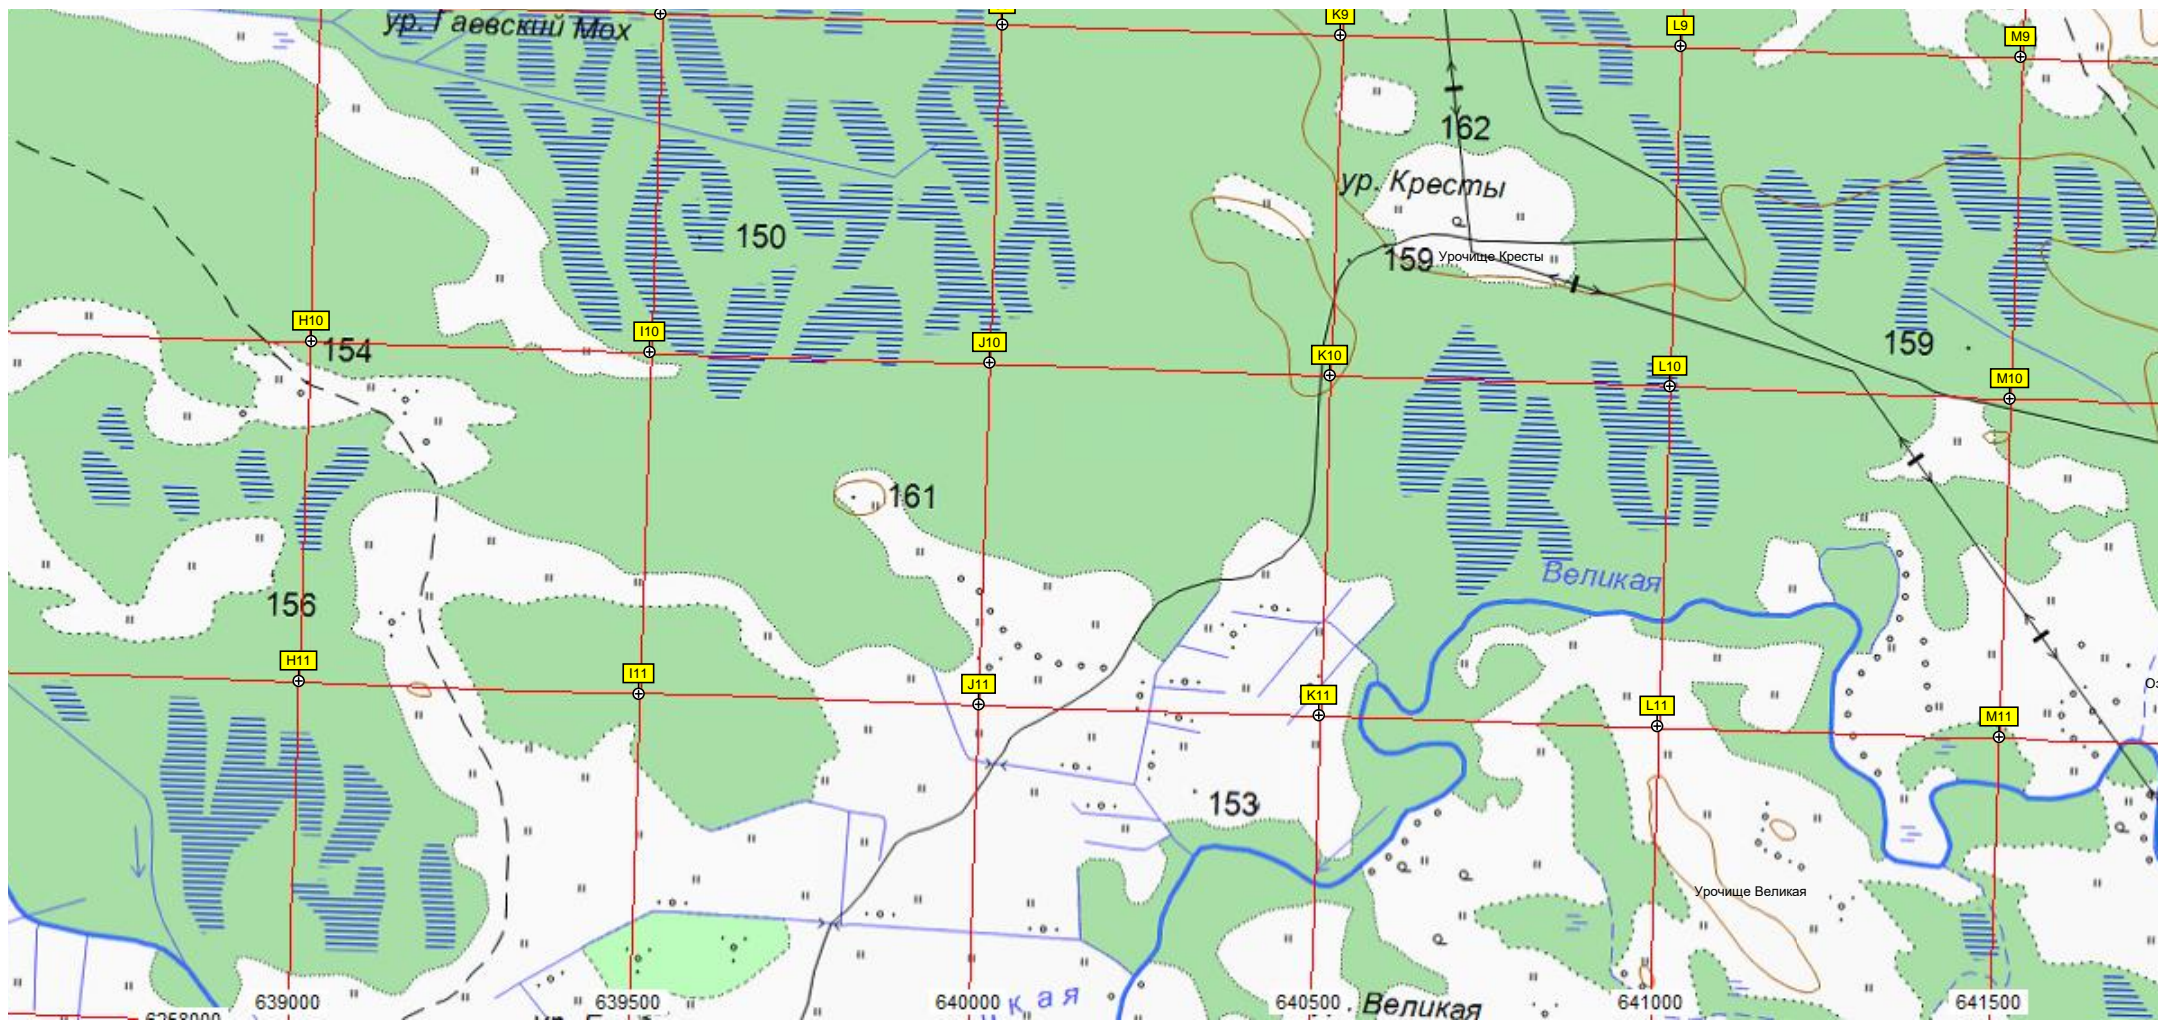 ур. Гаевский Мох
K9
L9
M9
162
ур. Кресты
150
159
Урочище Кресты
H10
154
I10
J10
K10
L10
159
M10
161
Великая
156
H11
I11
J11
K11
L11
M11
153
Урочище Великая
639000
639500
640000
640500
641000
641500
Великая